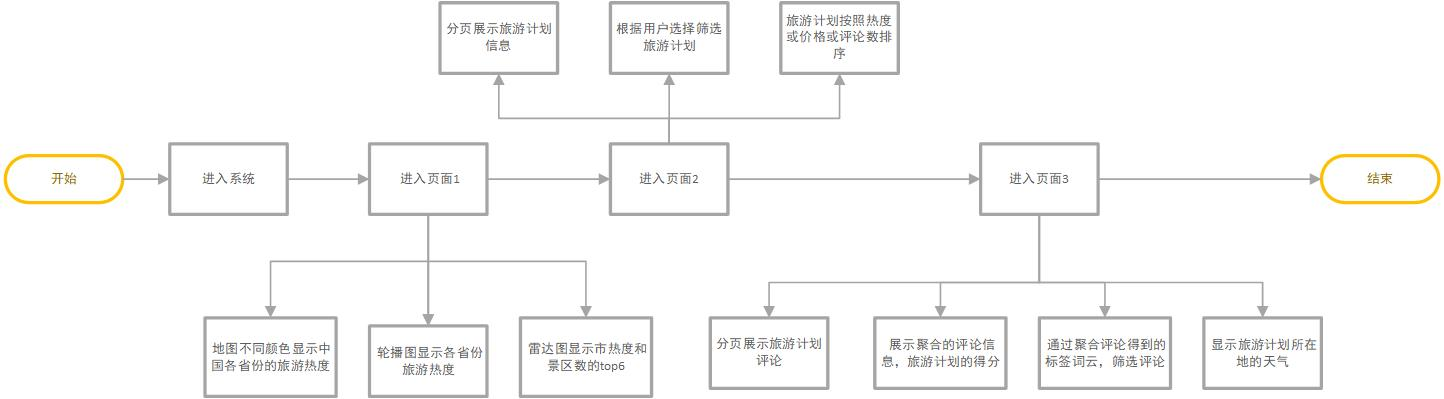 分页展示旅游计划
信息
根据用户选择筛选
旅游计划
旅游计划按照热度
或价格或评论数排
序
开始
进入系统
进入页面1
进入页面2
进入页面3
结束
地图不同颜色显示中
国各省份的旅游热度
轮播图显示各省份
旅游热度
雷达图显示市热度和
景区数的top6
分页展示旅游计划
评论
展示聚合的评论信
息，旅游计划的得分
通过聚合评论得到的
标签词云，筛选评论
显示旅游计划所在
地的天气